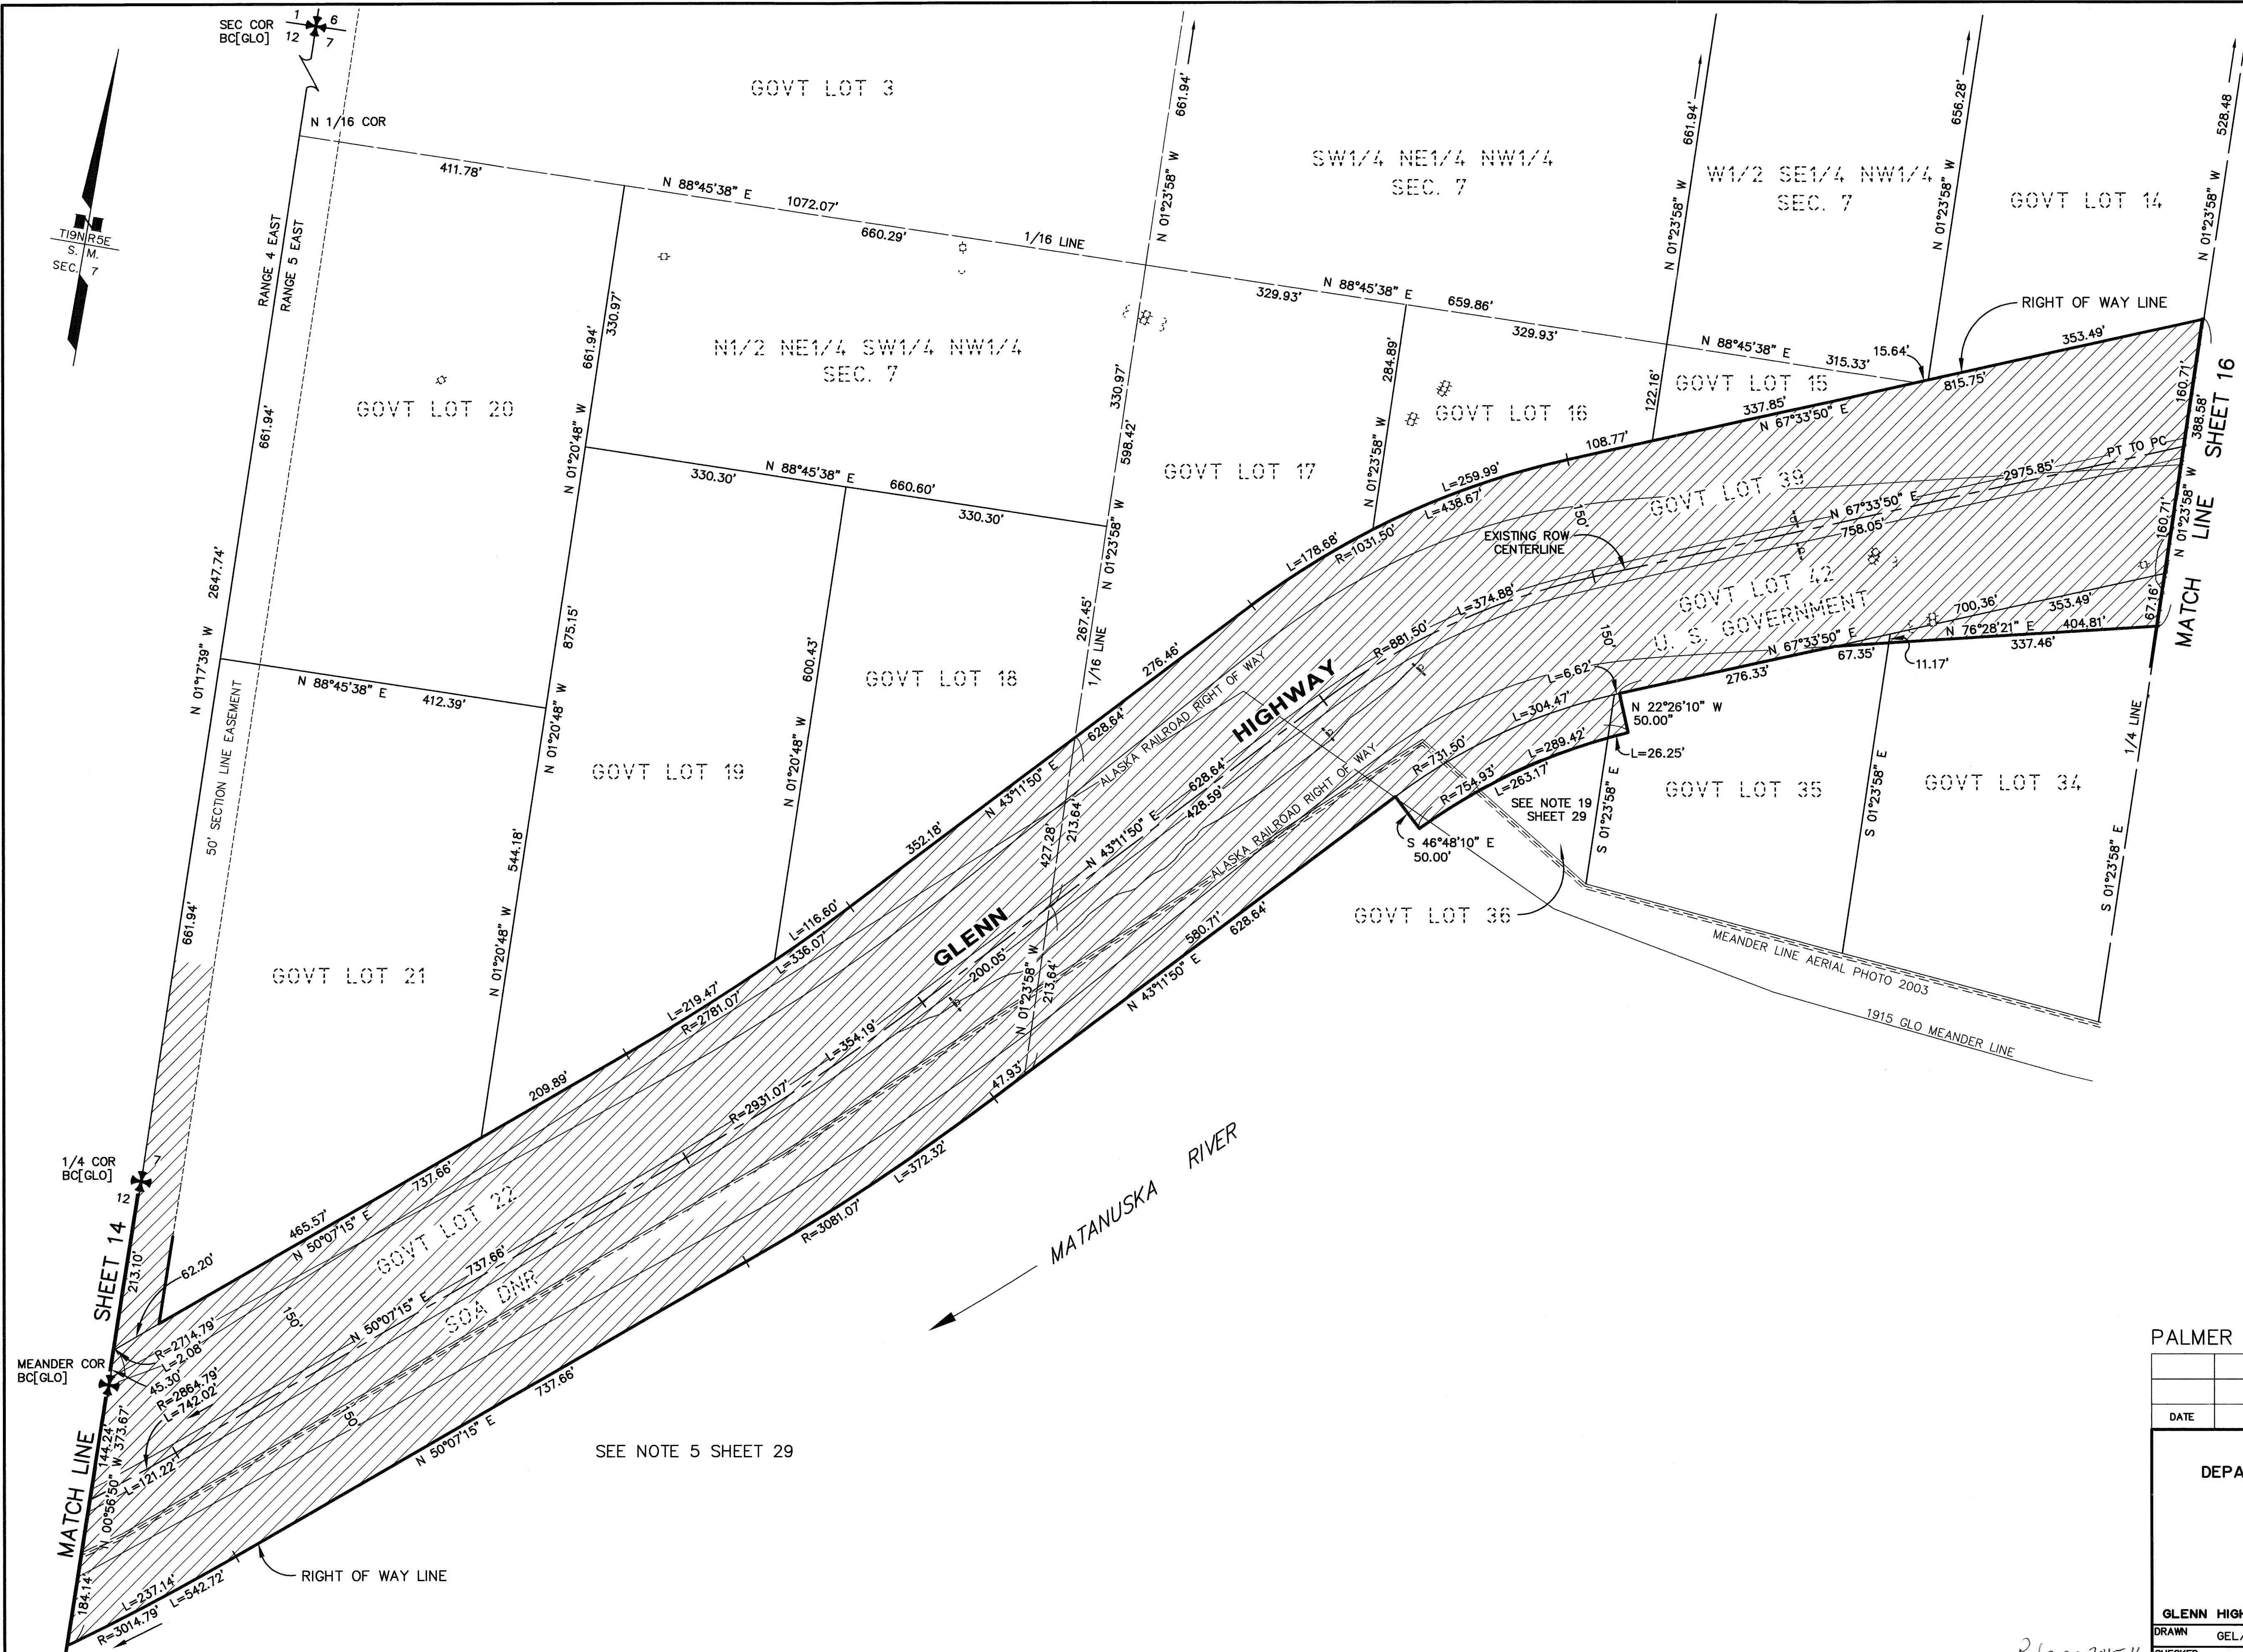 SEC COR
BC[GLO]
1
6
12
7
N 1/16 COR
GOVT LOT 3
411.78'
N 88°45'38" E
1072.07'
660.29'
1/16 LINE
661.94'
N 01°23'58" W
SW1/4 NE1/4 NW1/4
SEC. 7
661.94'
N 01°23'58" W
W1/2 SE1/4 NW1/4
SEC. 7
656.28'
N 01°23'58" W
GOVT LOT 14
528.48
N 01°23'58" W
T19N R5E
S. M.
SEC. 7
RANGE 4 EAST
RANGE 5 EAST
661.94'
GOVT LOT 20
330.97'
661.94'
N 01°20'48" W
N1/2 NE1/4 SW1/4 NW1/4
SEC. 7
330.97'
598.42'
N 01°23'58" W
329.93'
N 88°45'38" E
659.86'
329.93'
N 88°45'38" E
315.33'
15.64'
RIGHT OF WAY LINE
353.49'
815.75'
284.89'
N 01°23'58" W
122.16'
GOVT LOT 15
GOVT LOT 16
337.85'
N 67°33'50" E
108.77'
GOVT LOT 17
330.30'
N 88°45'38" E
660.60'
330.30'
L=259.99'
L=438.67'
L=178.68'
R=1031.50'
150'
GOVT LOT 39
EXISTING ROW
CENTERLINE
N 67°33'50" E
758.05'
2975.85'
PT TO PC
160.71'
388.58'
N 01°23'58" W
160.71'
67.16'
MATCH LINE SHEET 16
GOVT LOT 42
U. S. GOVERNMENT
700.36'
353.49'
N 76°28'21" E
404.81'
337.46'
N 67°33'50" E
67.35'
11.17'
276.33'
150'
L=6.62'
L=374.88'
R=881.50'
L=304.47'
N 22°26'10" W
50.00"
L=26.25'
L=289.42'
R=731.50'
R=754.93'
L=263.17'
SEE NOTE 19
SHEET 29
S 01°23'58" E
GOVT LOT 35
S 01°23'58" E
GOVT LOT 34
1/4 LINE
S 01°23'58" E
2647.74'
N 01°17'39" W
50' SECTION LINE EASEMENT
N 88°45'38" E
412.39'
875.15'
N 01°20'48" W
GOVT LOT 19
600.43'
N 01°20'48" W
GOVT LOT 18
267.45'
1/16 LINE
276.46'
628.64'
ALASKA RAILROAD RIGHT OF WAY
N 43°11'50" E
352.18'
HIGHWAY
628.64'
N 43°11'50" E
428.59'
427.28'
213.64'
ALASKA RAILROAD RIGHT OF WAY
S 46°48'10" E
50.00'
GOVT LOT 36
MEANDER LINE AERIAL PHOTO 2003
1915 GLO MEANDER LINE
661.94'
GOVT LOT 21
544.18'
N 01°20'48" W
L=116.60'
L=336.07'
L=219.47'
R=2781.07'
GLENN
200.05'
N 01°23'58" W
213.64'
580.71'
628.64'
N 43°11'50" E
47.93'
L=354.19'
R=2931.07'
209.89'
737.66'
465.57'
N 50°07'15" E
L=372.32'
R=3081.07'
MATANUSKA RIVER
1/4 COR
BC[GLO]
7
12
SHEET 14
213.10'
62.20'
GOVT LOT 22
737.66'
N 50°07'15" E
SOA DNR
150'
MEANDER COR
BC[GLO]
R=2714.79'
L=2.08'
45.30'
R=2864.79'
L=742.02'
144.24'
N 00°56'50" W 373.67'
L=121.22'
MATCH LINE
737.66'
N 50°07'15" E
SEE NOTE 5 SHEET 29
RIGHT OF WAY LINE
184.14'
L=237.14'
L=542.72'
R=3014.79'
PALMER
DATE
DEPA
GLENN HIGH
DRAWN GEL/